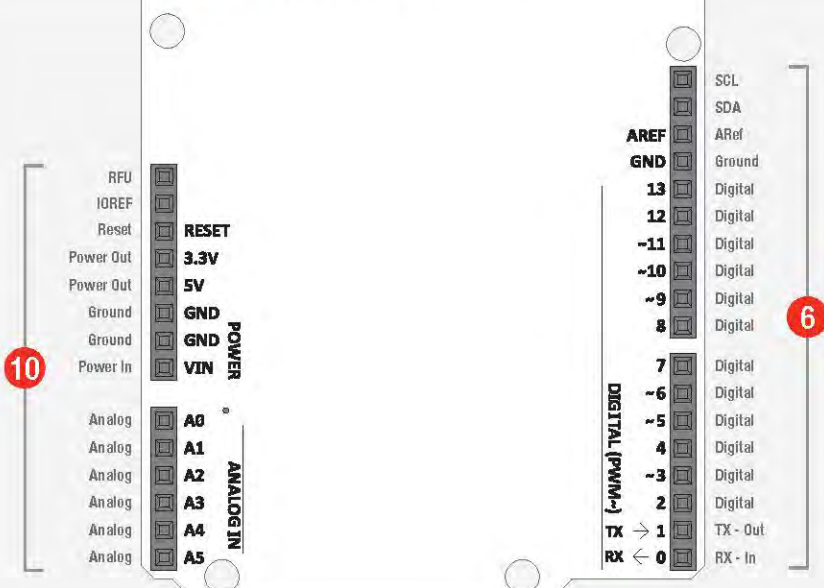 SCL
SDA
AREF ARef
GND Ground
13 Digital
12 Digital
~11 Digital
~10 Digital
~9 Digital
8 Digital
7 Digital
~6 Digital
~5 Digital
4 Digital
~3 Digital
2 Digital
TX → 1 TX - Out
RX ← 0 RX - In
DIGITAL (PWM~)
6
RFU
IOREF
Reset RESET
Power Out 3.3V
Power Out 5V
Ground GND
Ground GND
Power In VIN
POWER
10
Analog A0
Analog A1
Analog A2
Analog A3
Analog A4
Analog A5
ANALOG IN